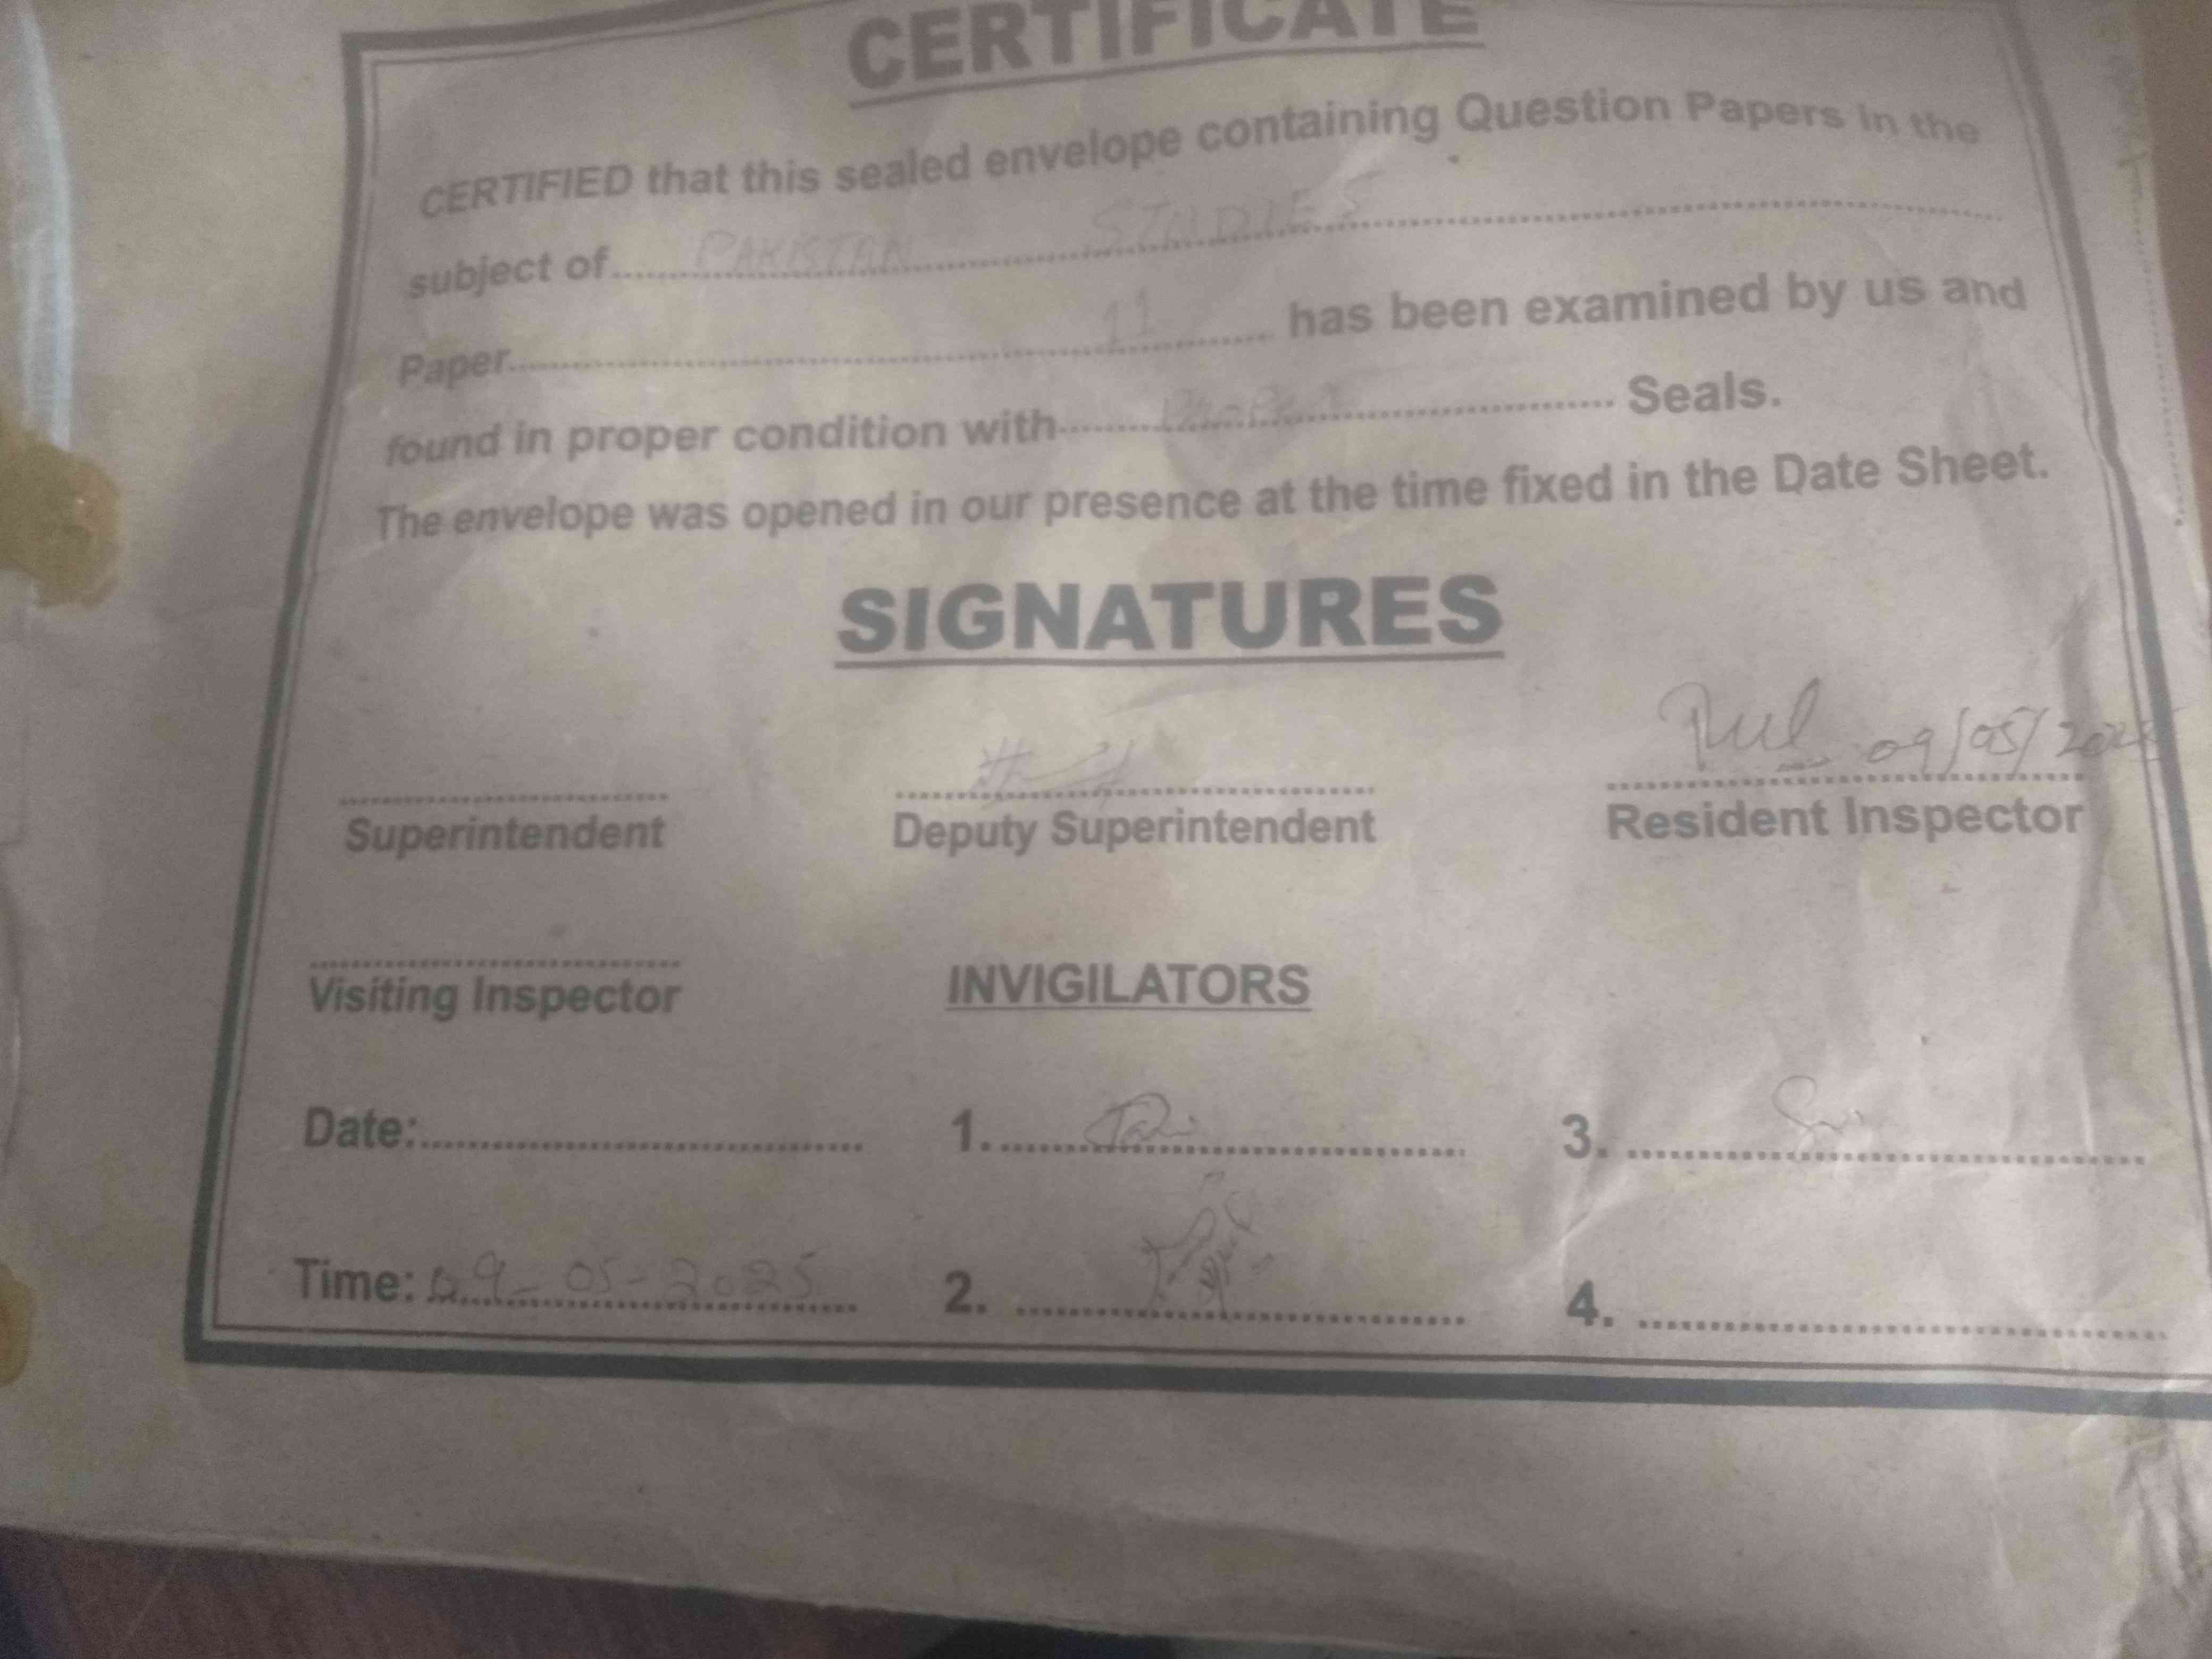 CERTIFICATE
CERTIFIED that this sealed envelope containing Question Papers in the
subject of PAKISTAN STUDIES
Paper 11 has been examined by us and
found in proper condition with Seals.
The envelope was opened in our presence at the time fixed in the Date Sheet.
SIGNATURES
09/05/2025
Superintendent Deputy Superintendent Resident Inspector
Visiting Inspector INVIGILATORS
Date: 1. 3.
Time: 09-05-2025 2. 4.